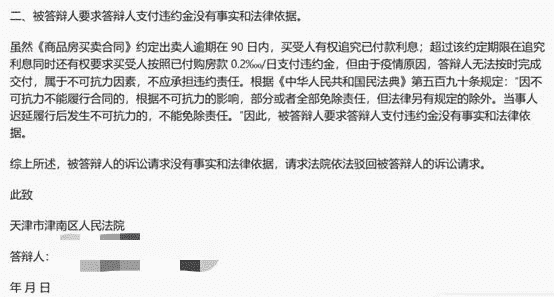 二、被答辩人要求答辩人支付违约金没有事实和法律依据。
虽然《商品房买卖合同》约定出卖人逾期在 90 日内，买受人有权追究已付款利息；超过该约定期限在追究
利息同时还有权要求买受人按照已付购房款 0.2‰/日支付违约金，但由于疫情原因，答辩人无法按时完成
交付，属于不可抗力因素，不应承担违约责任。根据《中华人民共和国民法典》第五百九十条规定：“因不
可抗力不能履行合同的，根据不可抗力的影响，部分或者全部免除责任，但法律另有规定的除外。当事人
迟延履行后发生不可抗力的，不能免除责任。”因此，被答辩人要求答辩人支付违约金没有事实和法律依
据。
综上所述，被答辩人的诉讼请求没有事实和法律依据，请求法院依法驳回被答辩人的诉讼请求。
此致
天津市津南区人民法院
答辩人：
年 月 日